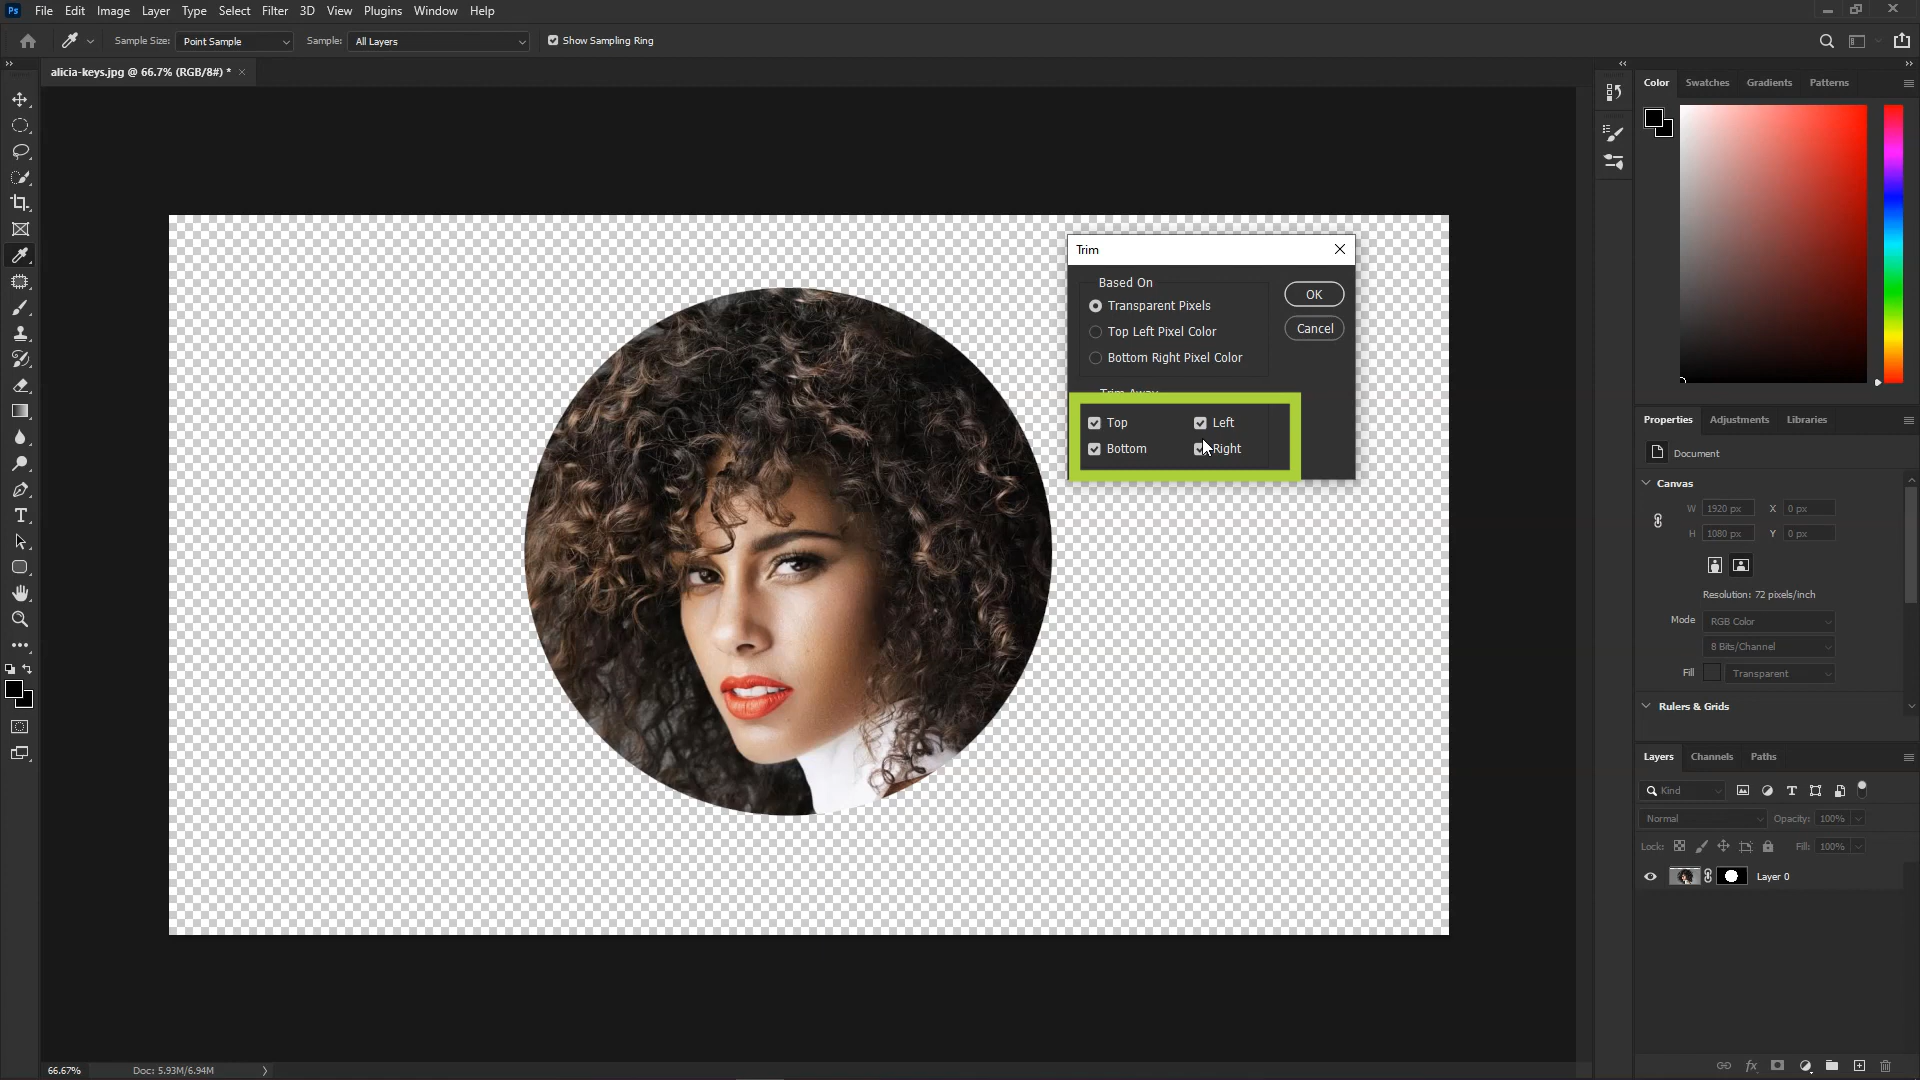 Ps File Edit Image Layer Type Select Filter 3D View Plugins Window Help
Sample Size: Point Sample Sample: All Layers Show Sampling Ring
alicia-keys.jpg @ 66.7% (RGB/8#) *
Color Swatches Gradients Patterns
Trim
Based On
Transparent Pixels
Top Left Pixel Color
Bottom Right Pixel Color
OK
Cancel
Trim Away
Top Left
Bottom Right
Properties Adjustments Libraries
Document
Canvas
W 1920 px X 0 px
H 1080 px Y 0 px
Resolution: 72 pixels/inch
Mode RGB Color
8 Bits/Channel
Fill Transparent
Rulers & Grids
Layers Channels Paths
Kind
Normal Opacity: 100%
Lock: Fill: 100%
Layer 0
66.67% Doc: 5.93M/6.94M